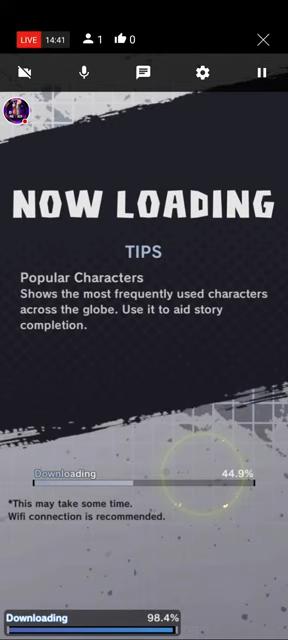 LIVE 14:41 1 0
NOW LOADING
TIPS
Popular Characters
Shows the most frequently used characters
across the globe. Use it to aid story
completion.
Downloading 44.9%
*This may take some time.
Wifi connection is recommended.
Downloading 98.4%